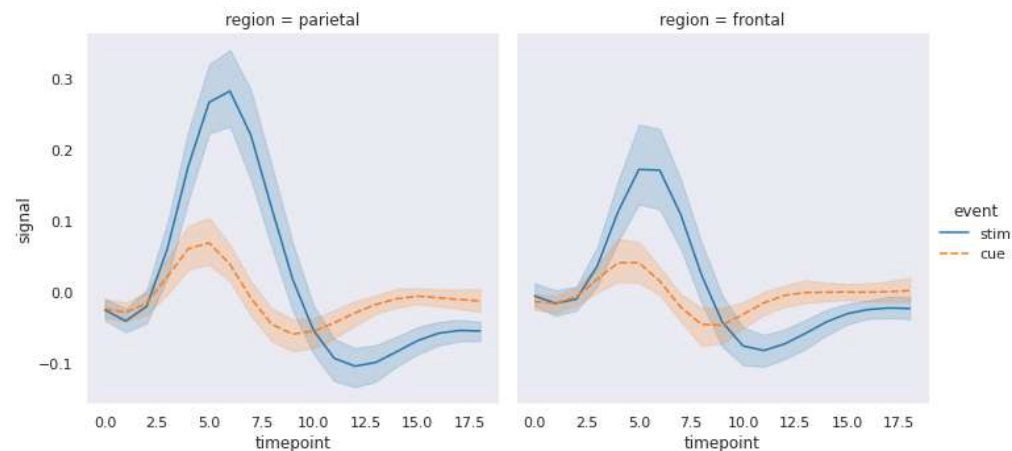 region = parietal
region = frontal
0.3
0.2
0.1
0.0
−0.1
signal
0.0 2.5 5.0 7.5 10.0 12.5 15.0 17.5
timepoint
0.0 2.5 5.0 7.5 10.0 12.5 15.0 17.5
timepoint
event
stim
cue